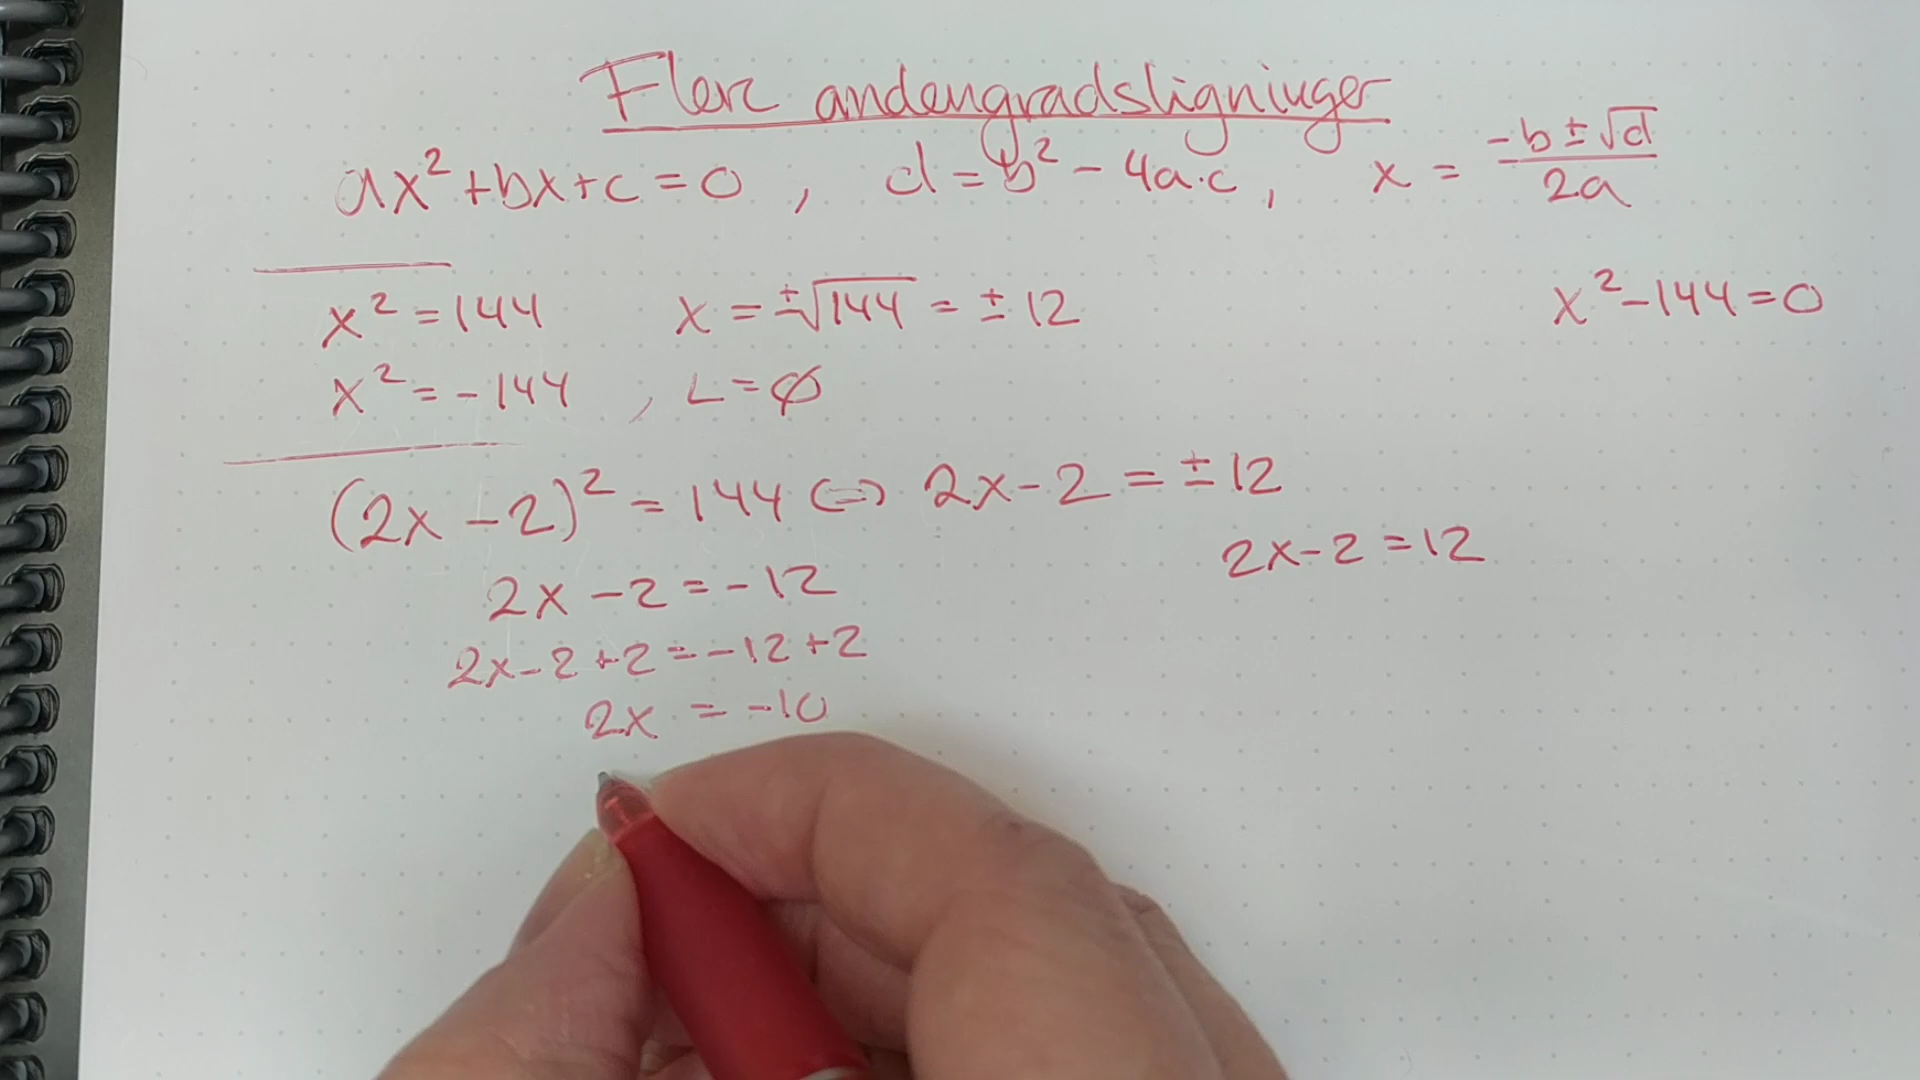 Flere andengradsligninger
ax² + bx + c = 0 , d = b² - 4a·c , x = (-b ± √d)/(2a)
x² = 144 x = ±√144 = ±12 x² - 144 = 0
x² = -144 , L = ∅
(2x - 2)² = 144 ⇔ 2x - 2 = ±12
2x - 2 = -12 2x - 2 = 12
2x - 2 + 2 = -12 + 2
2x = -10